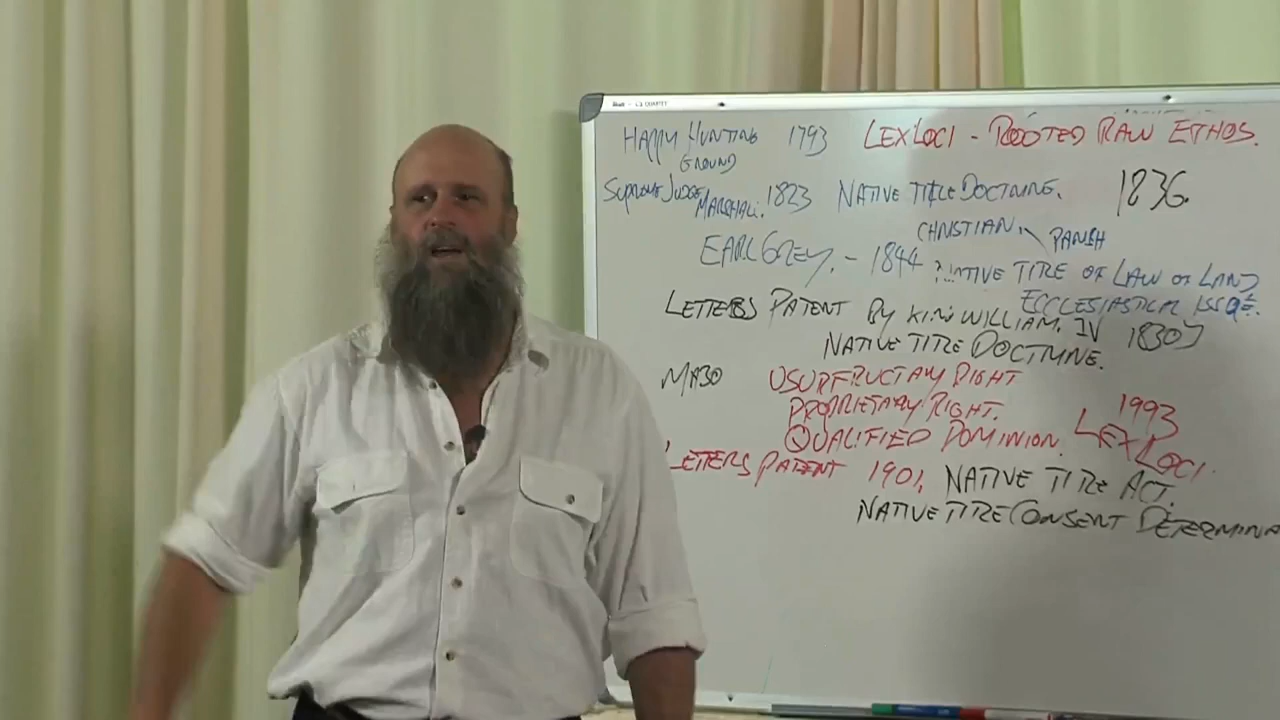 HAPPY HUNTING GROUND 1793 LEX LOCI - ROOTED RAW ETHOS.
SUPREME JUDGE MARSHALL. 1823 NATIVE TITLE DOCTRINE. 1836.
CHRISTIAN, PARISH
EARL GREY. - 1844 NATIVE TITLE OF LAW OF LAND
ECCLESIASTICAL ISSUE.
LETTERS PATENT BY KING WILLIAM. IV 1830
NATIVE TITLE DOCTRINE.
MABO USUFRUCTUARY RIGHT
PROPRIETARY RIGHT. 1993
QUALIFIED DOMINION. LEX LOCI.
LETTERS PATENT 1901, NATIVE TITLE ACT.
NATIVE TITLE CONSENT DETERMINA